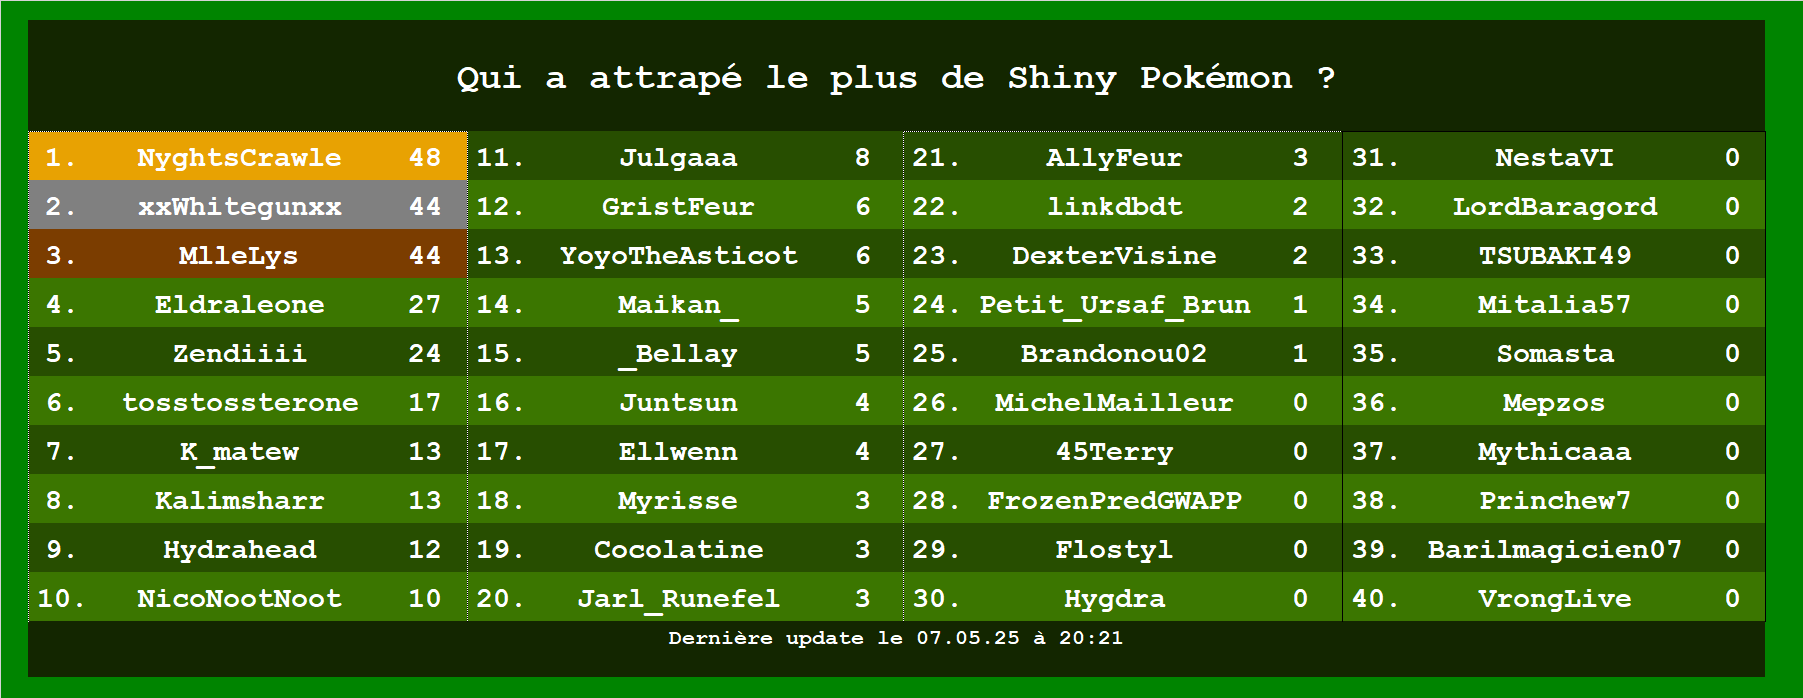 Qui a attrapé le plus de Shiny Pokémon ?
1. NyghtsCrawle 48
2. xxWhitegunxx 44
3. MlleLys 44
4. Eldraleone 27
5. Zendiiii 24
6. tosstossterone 17
7. K_matew 13
8. Kalimsharr 13
9. Hydrahead 12
10. NicoNootNoot 10
11. Julgaaa 8
12. GristFeur 6
13. YoyoTheAsticot 6
14. Maikan_ 5
15. _Bellay 5
16. Juntsun 4
17. Ellwenn 4
18. Myrisse 3
19. Cocolatine 3
20. Jarl_Runefel 3
21. AllyFeur 3
22. linkdbdt 2
23. DexterVisine 2
24. Petit_Ursaf_Brun 1
25. Brandonou02 1
26. MichelMailleur 0
27. 45Terry 0
28. FrozenPredGWAPP 0
29. Flostyl 0
30. Hygdra 0
31. NestaVI 0
32. LordBaragord 0
33. TSUBAKI49 0
34. Mitalia57 0
35. Somasta 0
36. Mepzos 0
37. Mythicaaa 0
38. Princhew7 0
39. Barilmagicien07 0
40. VrongLive 0
Dernière update le 07.05.25 à 20:21